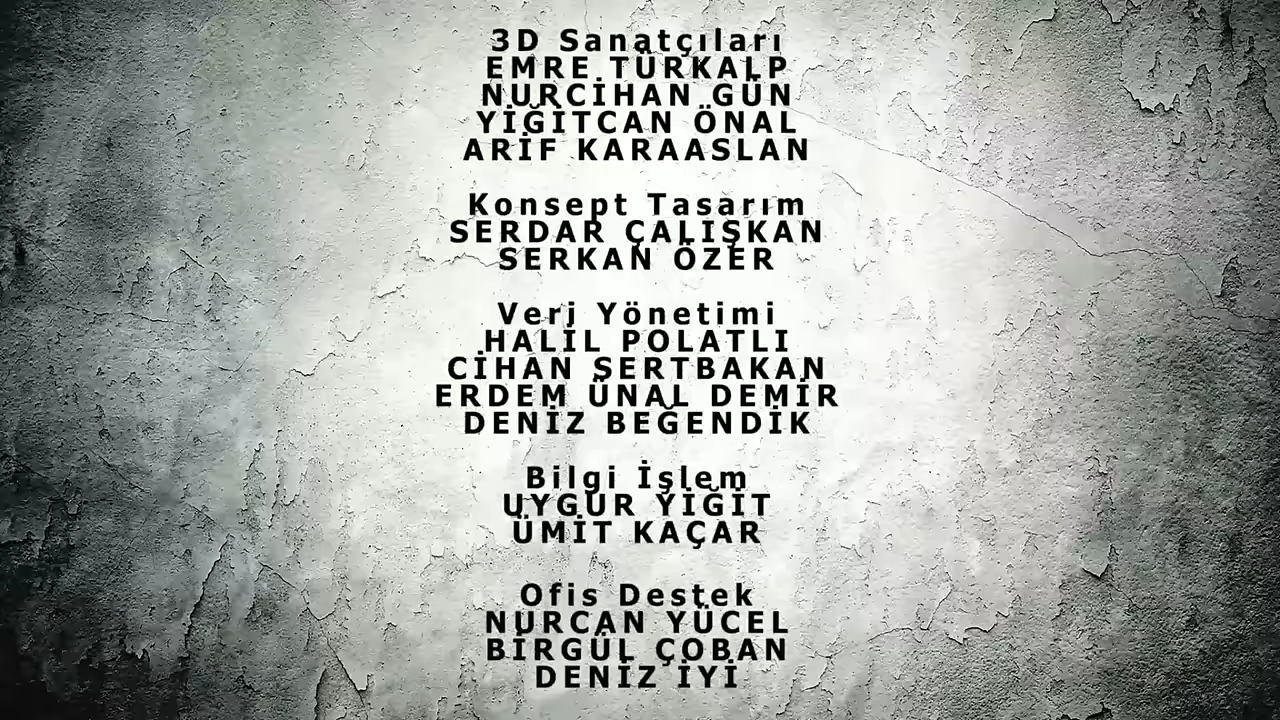 3D Sanatçıları
EMRE TÜRKALP
NURCİHAN GÜN
YİĞİTCAN ÖNAL
ARİF KARAASLAN
Konsept Tasarım
SERDAR ÇALIŞKAN
SERKAN ÖZER
Veri Yönetimi
HALİL POLATLI
CİHAN SERTBAKAN
ERDEM ÜNAL DEMİR
DENİZ BEĞENDİK
Bilgi İşlem
UYGUR YİĞİT
ÜMİT KAÇAR
Ofis Destek
NURCAN YÜCEL
BİRGÜL ÇOBAN
DENİZ İYİ